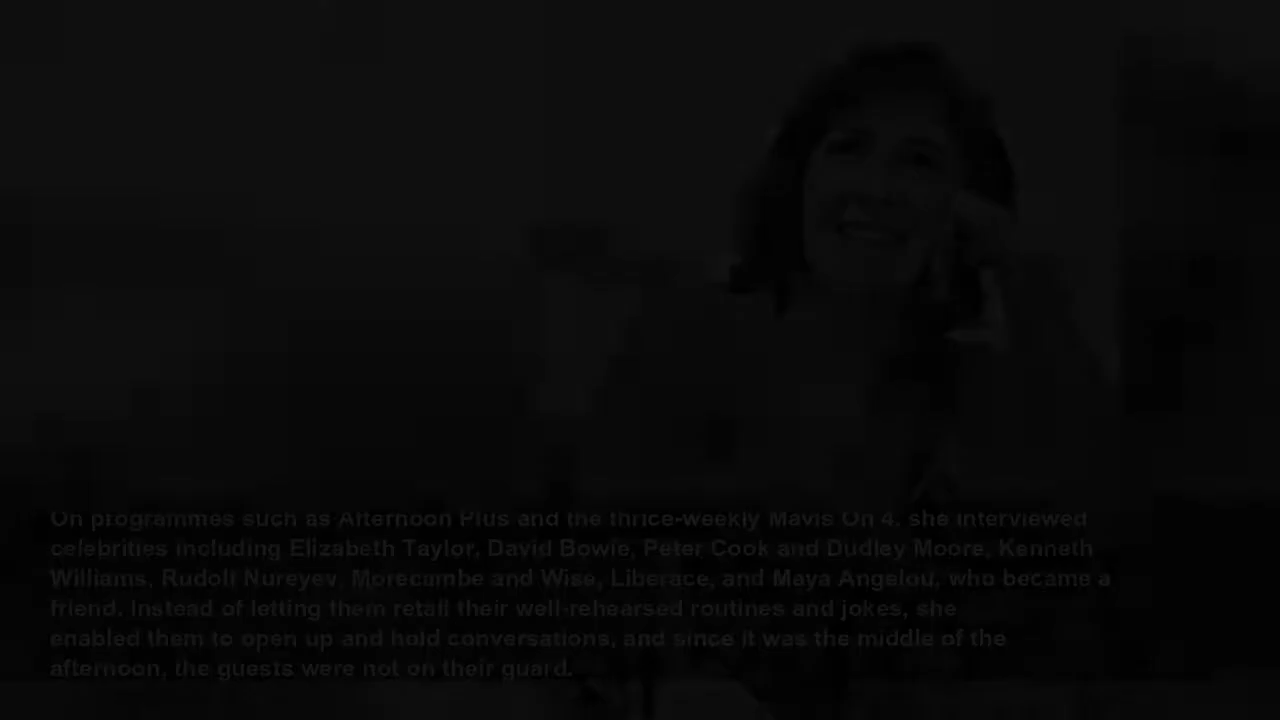 On programmes such as Afternoon Plus and the thrice-weekly Mavis On 4, she interviewed
celebrities including Elizabeth Taylor, David Bowie, Peter Cook and Dudley Moore, Kenneth
Williams, Rudolf Nureyev, Morecambe and Wise, Liberace, and Maya Angelou, who became a
friend. Instead of letting them retail their well-rehearsed routines and jokes, she
enabled them to open up and hold conversations, and since it was the middle of the
afternoon, the guests were not on their guard.